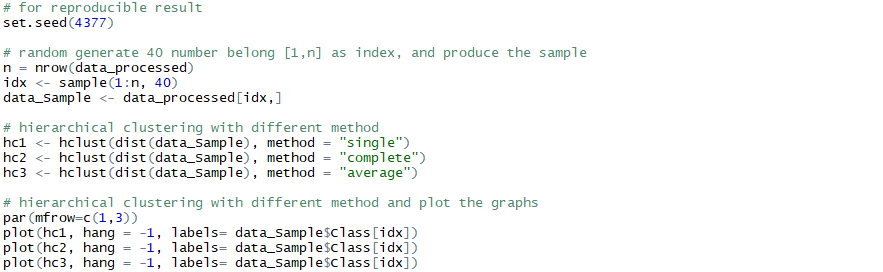 # for reproducible result
set.seed(4377)
# random generate 40 number belong [1,n] as index, and produce the sample
n = nrow(data_processed)
idx <- sample(1:n, 40)
data_Sample <- data_processed[idx,]
# hierarchical clustering with different method
hc1 <- hclust(dist(data_Sample), method = "single")
hc2 <- hclust(dist(data_Sample), method = "complete")
hc3 <- hclust(dist(data_Sample), method = "average")
# hierarchical clustering with different method and plot the graphs
par(mfrow=c(1,3))
plot(hc1, hang = -1, labels= data_Sample$Class[idx])
plot(hc2, hang = -1, labels= data_Sample$Class[idx])
plot(hc3, hang = -1, labels= data_Sample$Class[idx])